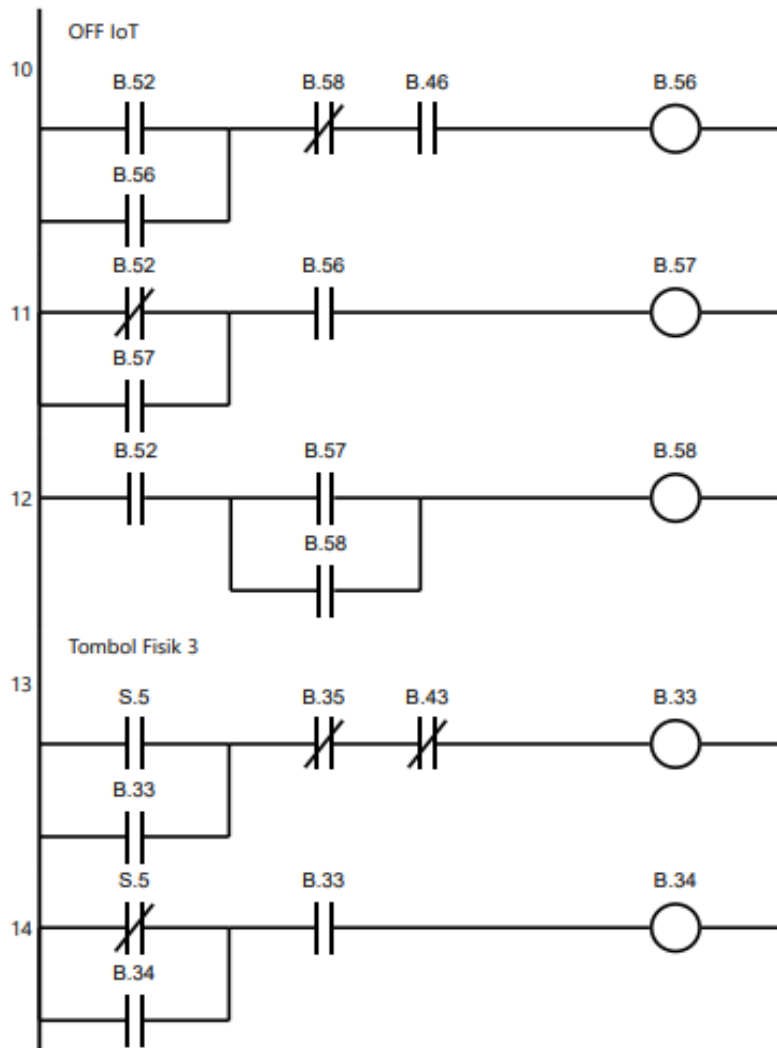 OFF IoT
10
B.52 B.58 B.46 B.56
B.56
B.52 B.56 B.57
11
B.57
B.52 B.57 B.58
12
B.58
Tombol Fisik 3
13
S.5 B.35 B.43 B.33
B.33
S.5 B.33 B.34
14
B.34